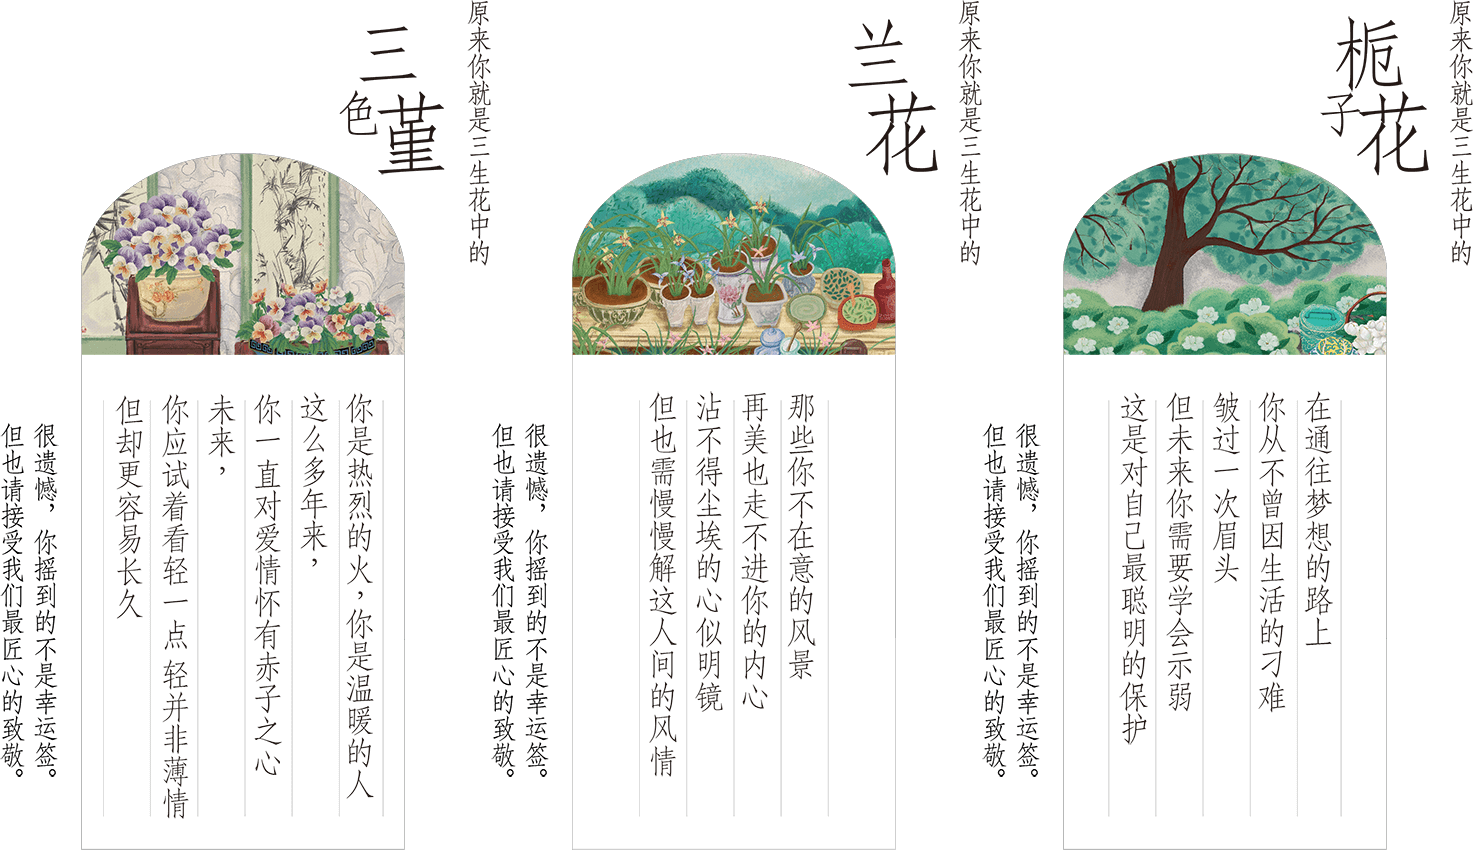 原来你就是三生花中的
栀子花
在通往梦想的路上
你从不曾因生活的刁难
皱过一次眉头
但未来你需要学会示弱
这是对自己最聪明的保护
很遗憾，你摇到的不是幸运签。
但也请接受我们最匠心的致敬。
原来你就是三生花中的
兰花
那些你不在意的风景
再美也走不进你的内心
沾不得尘埃的心似明镜
但也需慢慢解这人间的风情
很遗憾，你摇到的不是幸运签。
但也请接受我们最匠心的致敬。
原来你就是三生花中的
三色堇
你是热烈的火，你是温暖的人
这么多年来，
你一直对爱情怀有赤子之心
未来，
你应试着看轻一点 轻并非薄情
但却更容易长久
很遗憾，你摇到的不是幸运签。
但也请接受我们最匠心的致敬。